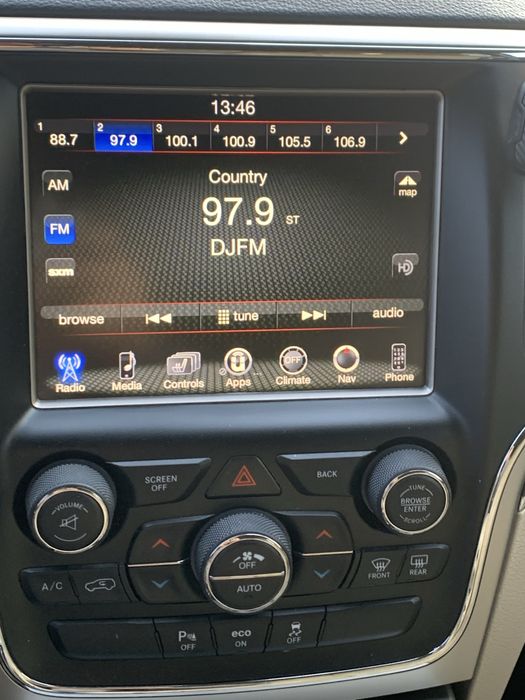 13:46
1 88.7 2 97.9 3 100.1 4 100.9 5 105.5 6 106.9
AM
Country
map
97.9 ST
FM
DJFM
sxm
HD
browse tune audio
Radio Media Controls Apps OFF Climate Nav Phone
SCREEN OFF
BACK
VOLUME
TUNE
BROWSE
ENTER
SCROLL
OFF
AUTO
A/C
FRONT
REAR
P OFF
eco ON
OFF